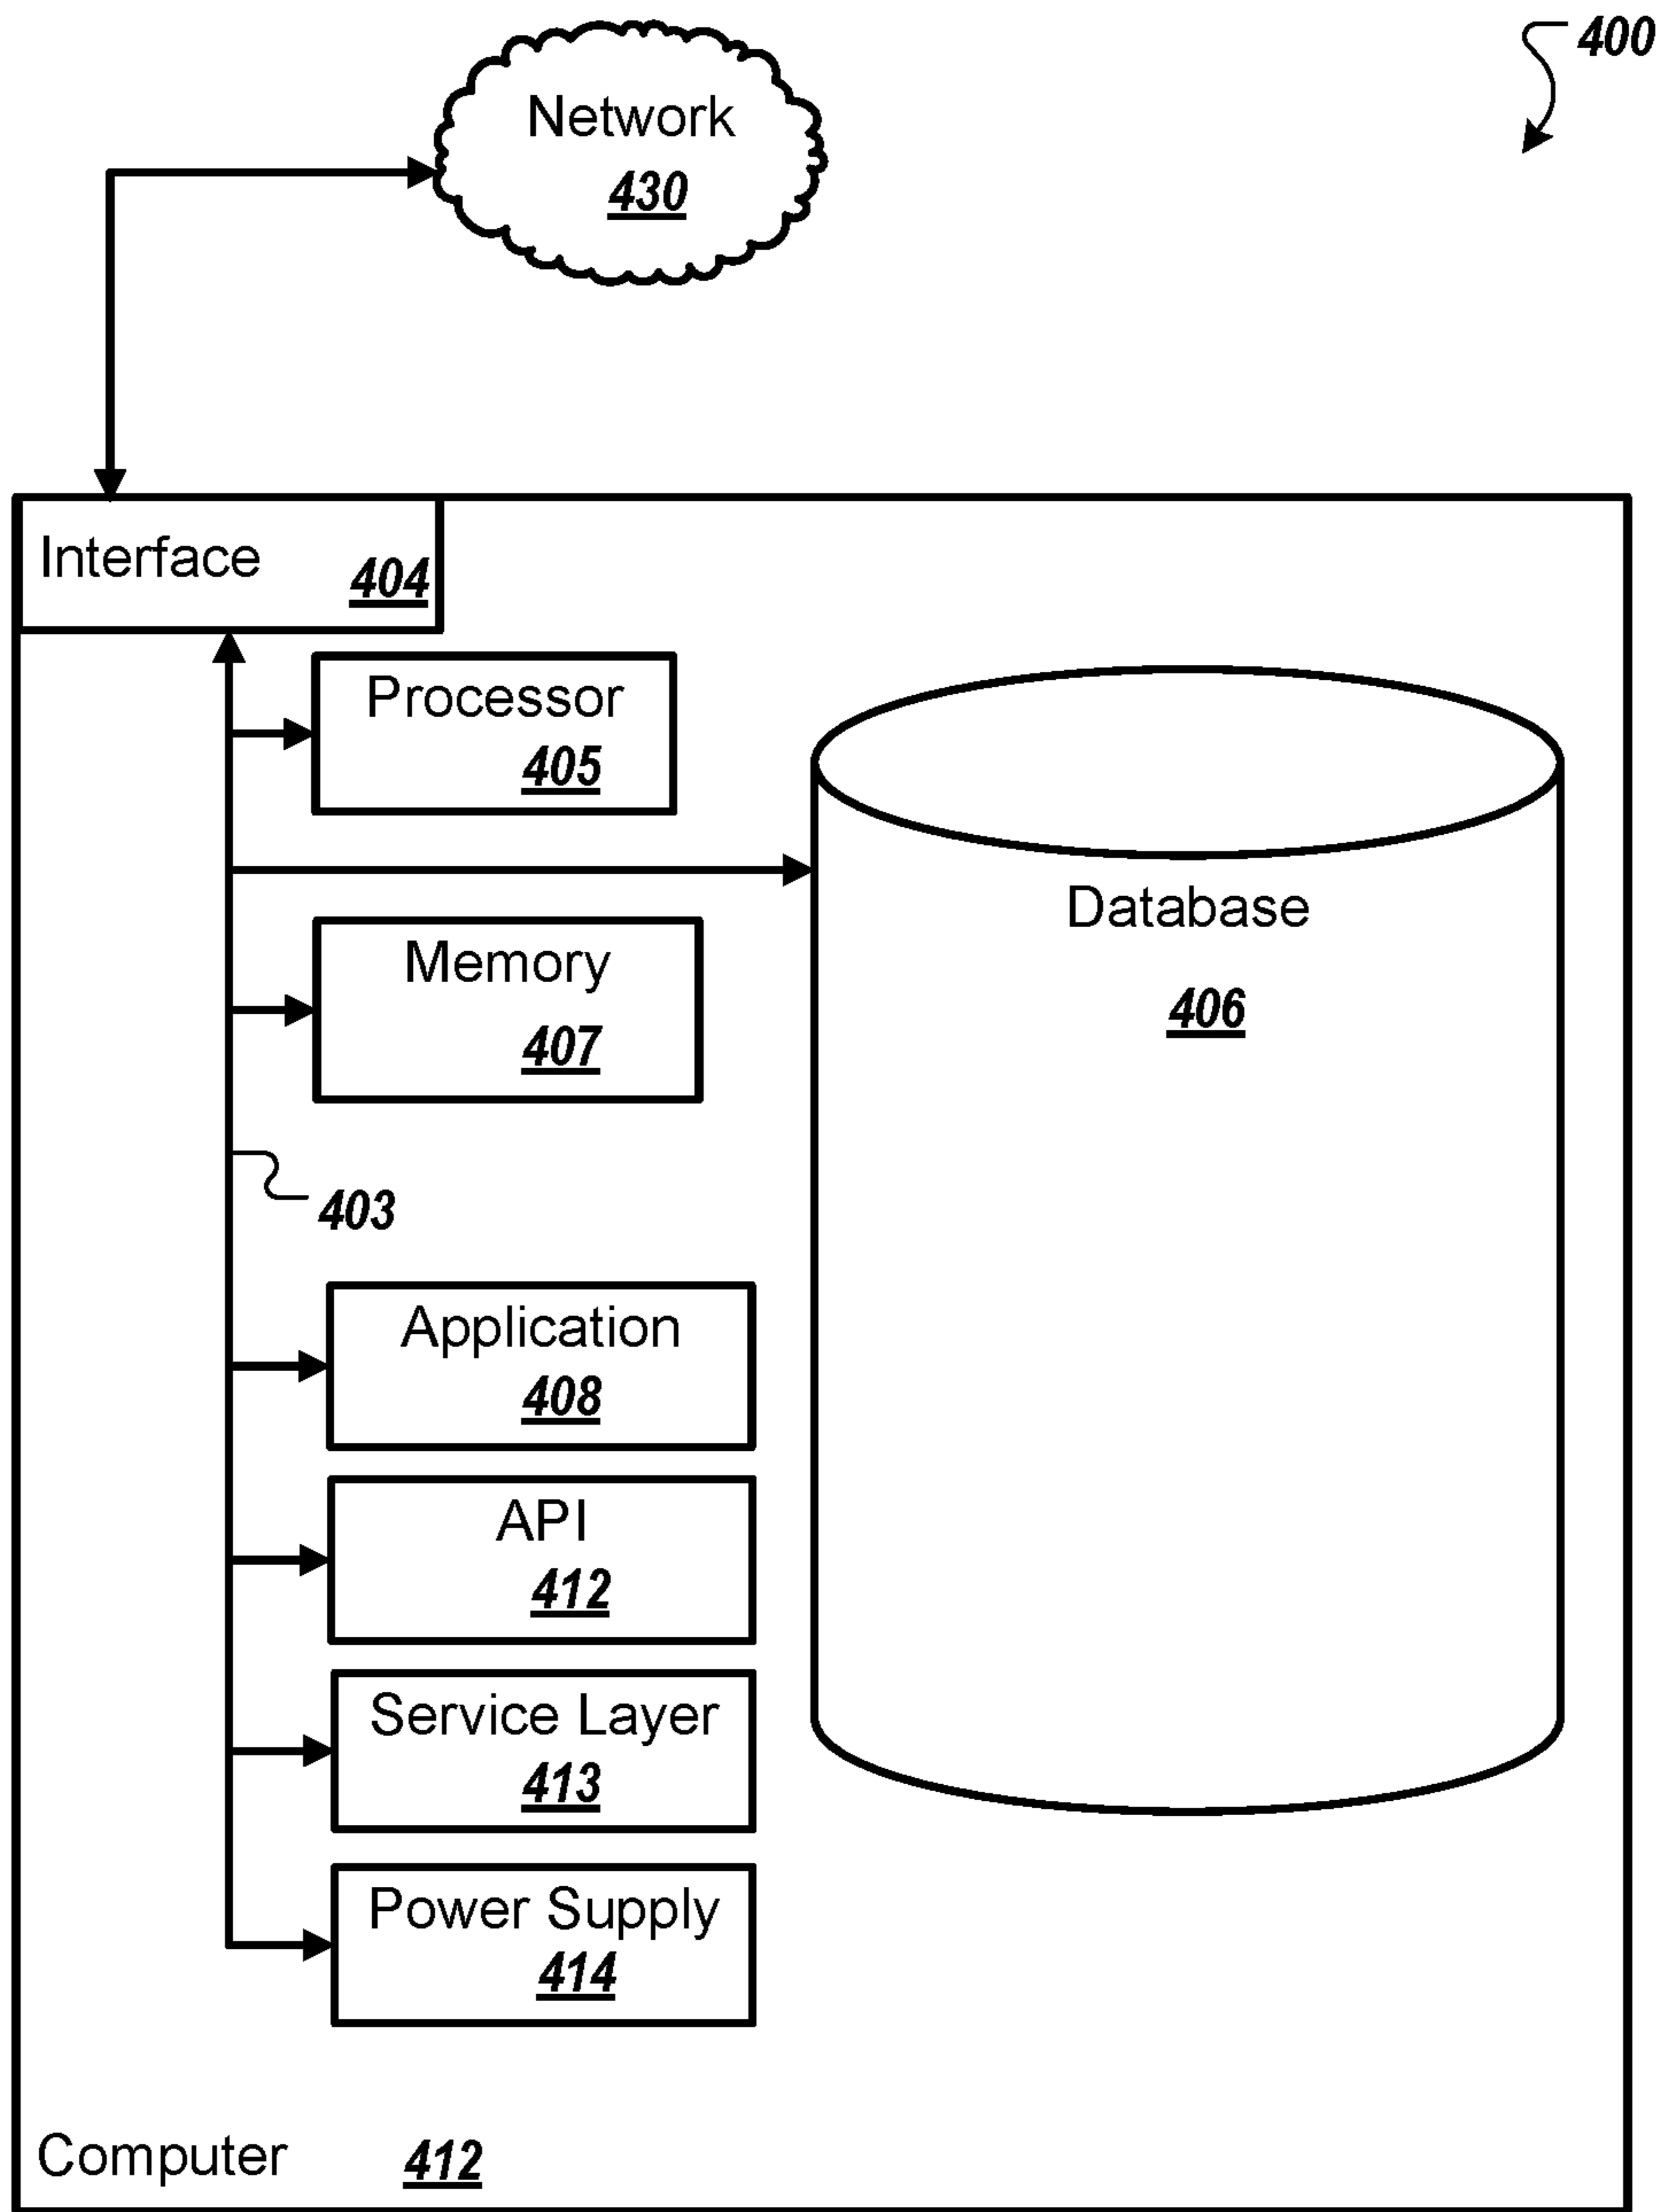 400
Network
430
Interface
404
Processor
405
Database
406
Memory
407
403
Application
408
API
412
Service Layer
413
Power Supply
414
Computer 412